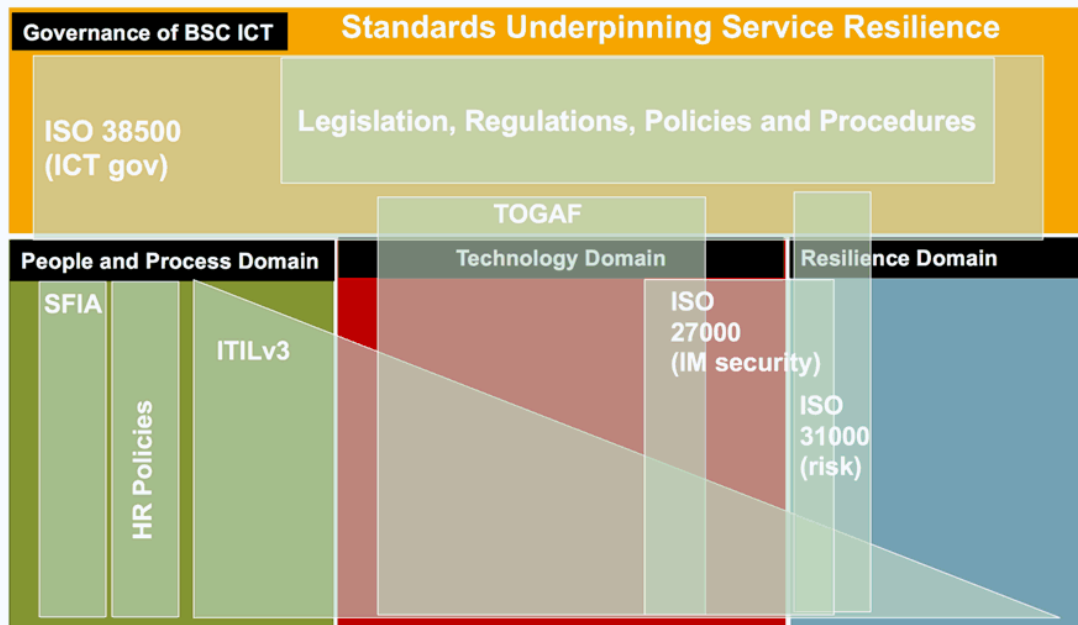 Governance of BSC ICT
Standards Underpinning Service Resilience
ISO 38500
(ICT gov)
Legislation, Regulations, Policies and Procedures
TOGAF
People and Process Domain
Technology Domain
Resilience Domain
SFIA
HR Policies
ITILv3
ISO
27000
(IM security)
ISO
31000
(risk)